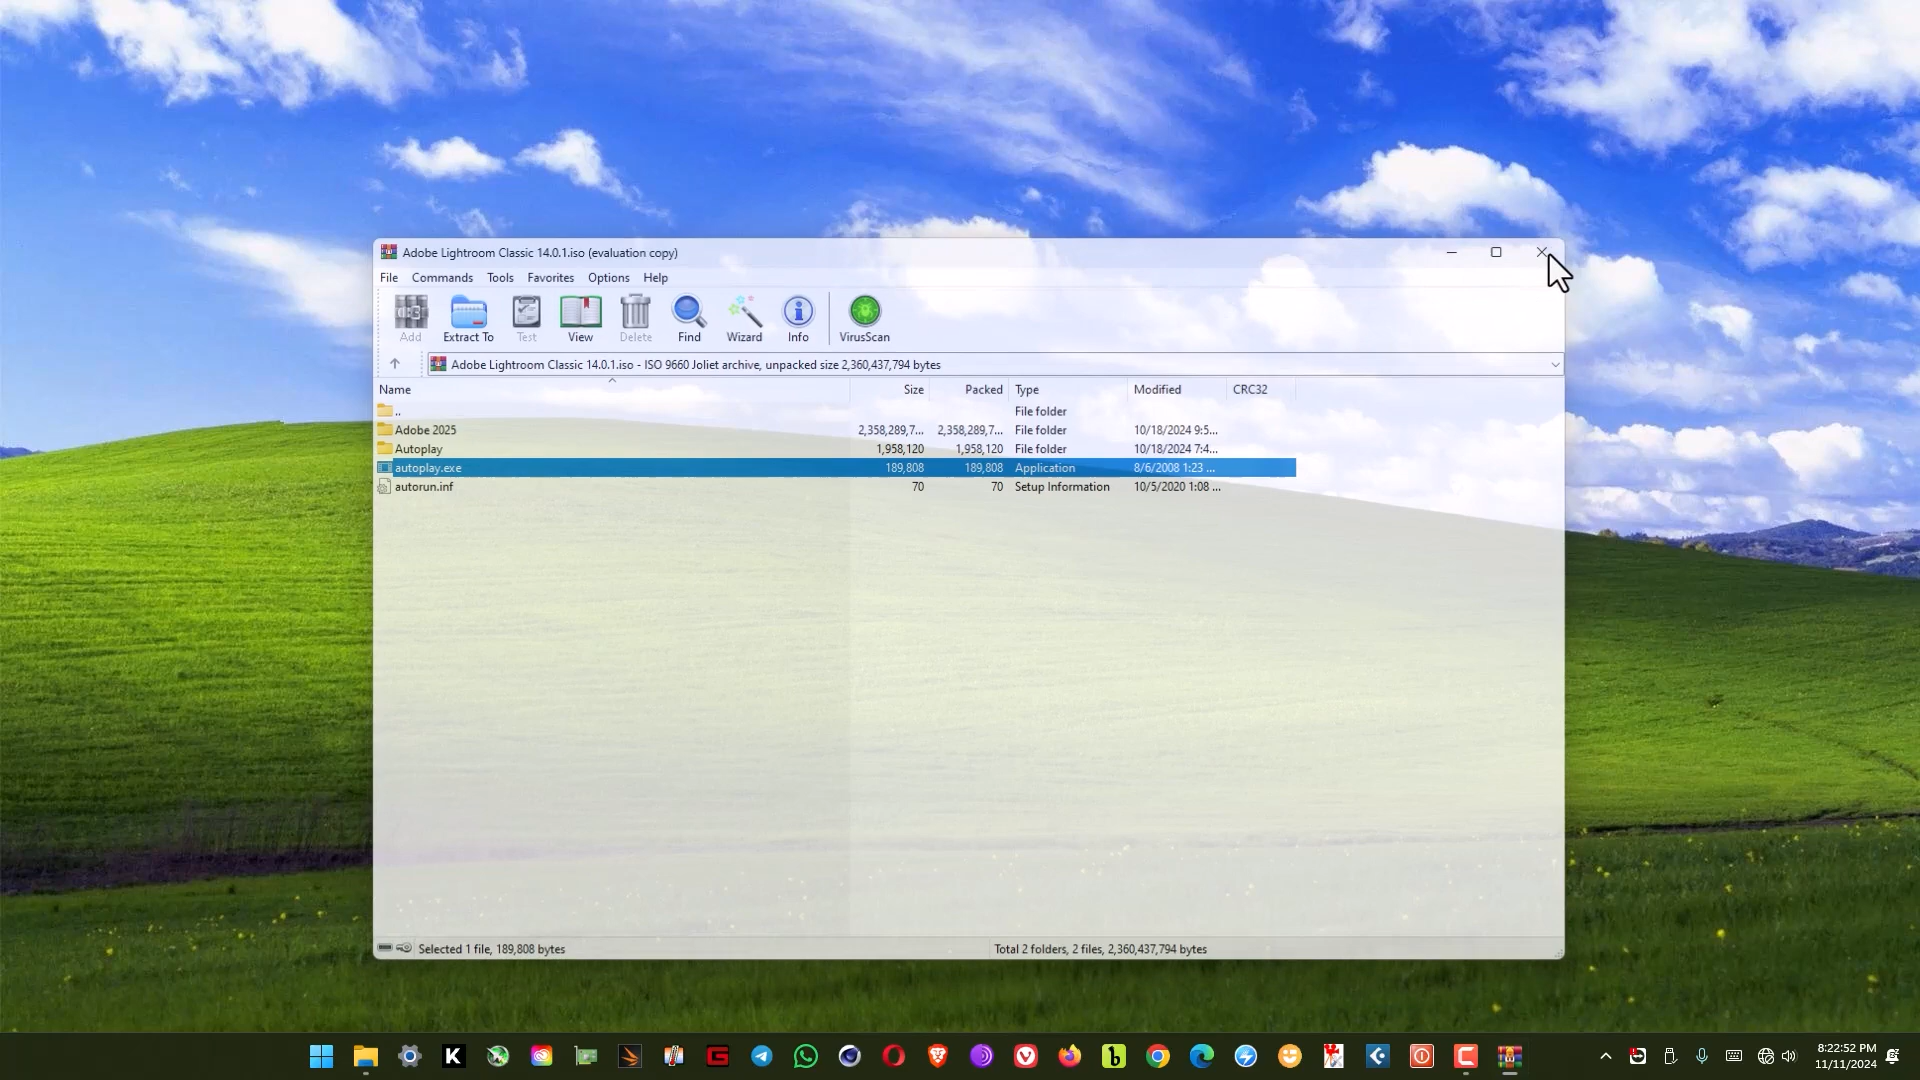 Adobe Lightroom Classic 14.0.1.iso (evaluation copy)
File Commands Tools Favorites Options Help
Add Extract To Test View Delete Find Wizard Info VirusScan
Adobe Lightroom Classic 14.0.1.iso - ISO 9660 Joliet archive, unpacked size 2,360,437,794 bytes
Name Size Packed Type Modified CRC32
.. File folder
Adobe 2025 2,358,289,7... 2,358,289,7... File folder 10/18/2024 9:5...
Autoplay 1,958,120 1,958,120 File folder 10/18/2024 7:4...
autoplay.exe 189,808 189,808 Application 8/6/2008 1:23 ...
autorun.inf 70 70 Setup Information 10/5/2020 1:08 ...
Selected 1 file, 189,808 bytes Total 2 folders, 2 files, 2,360,437,794 bytes
8:22:52 PM
11/11/2024